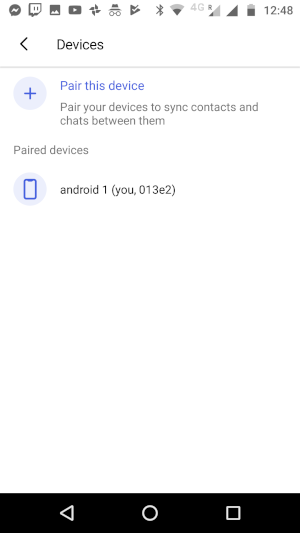 4G R 12:48
Devices
Pair this device
Pair your devices to sync contacts and
chats between them
Paired devices
android 1 (you, 013e2)